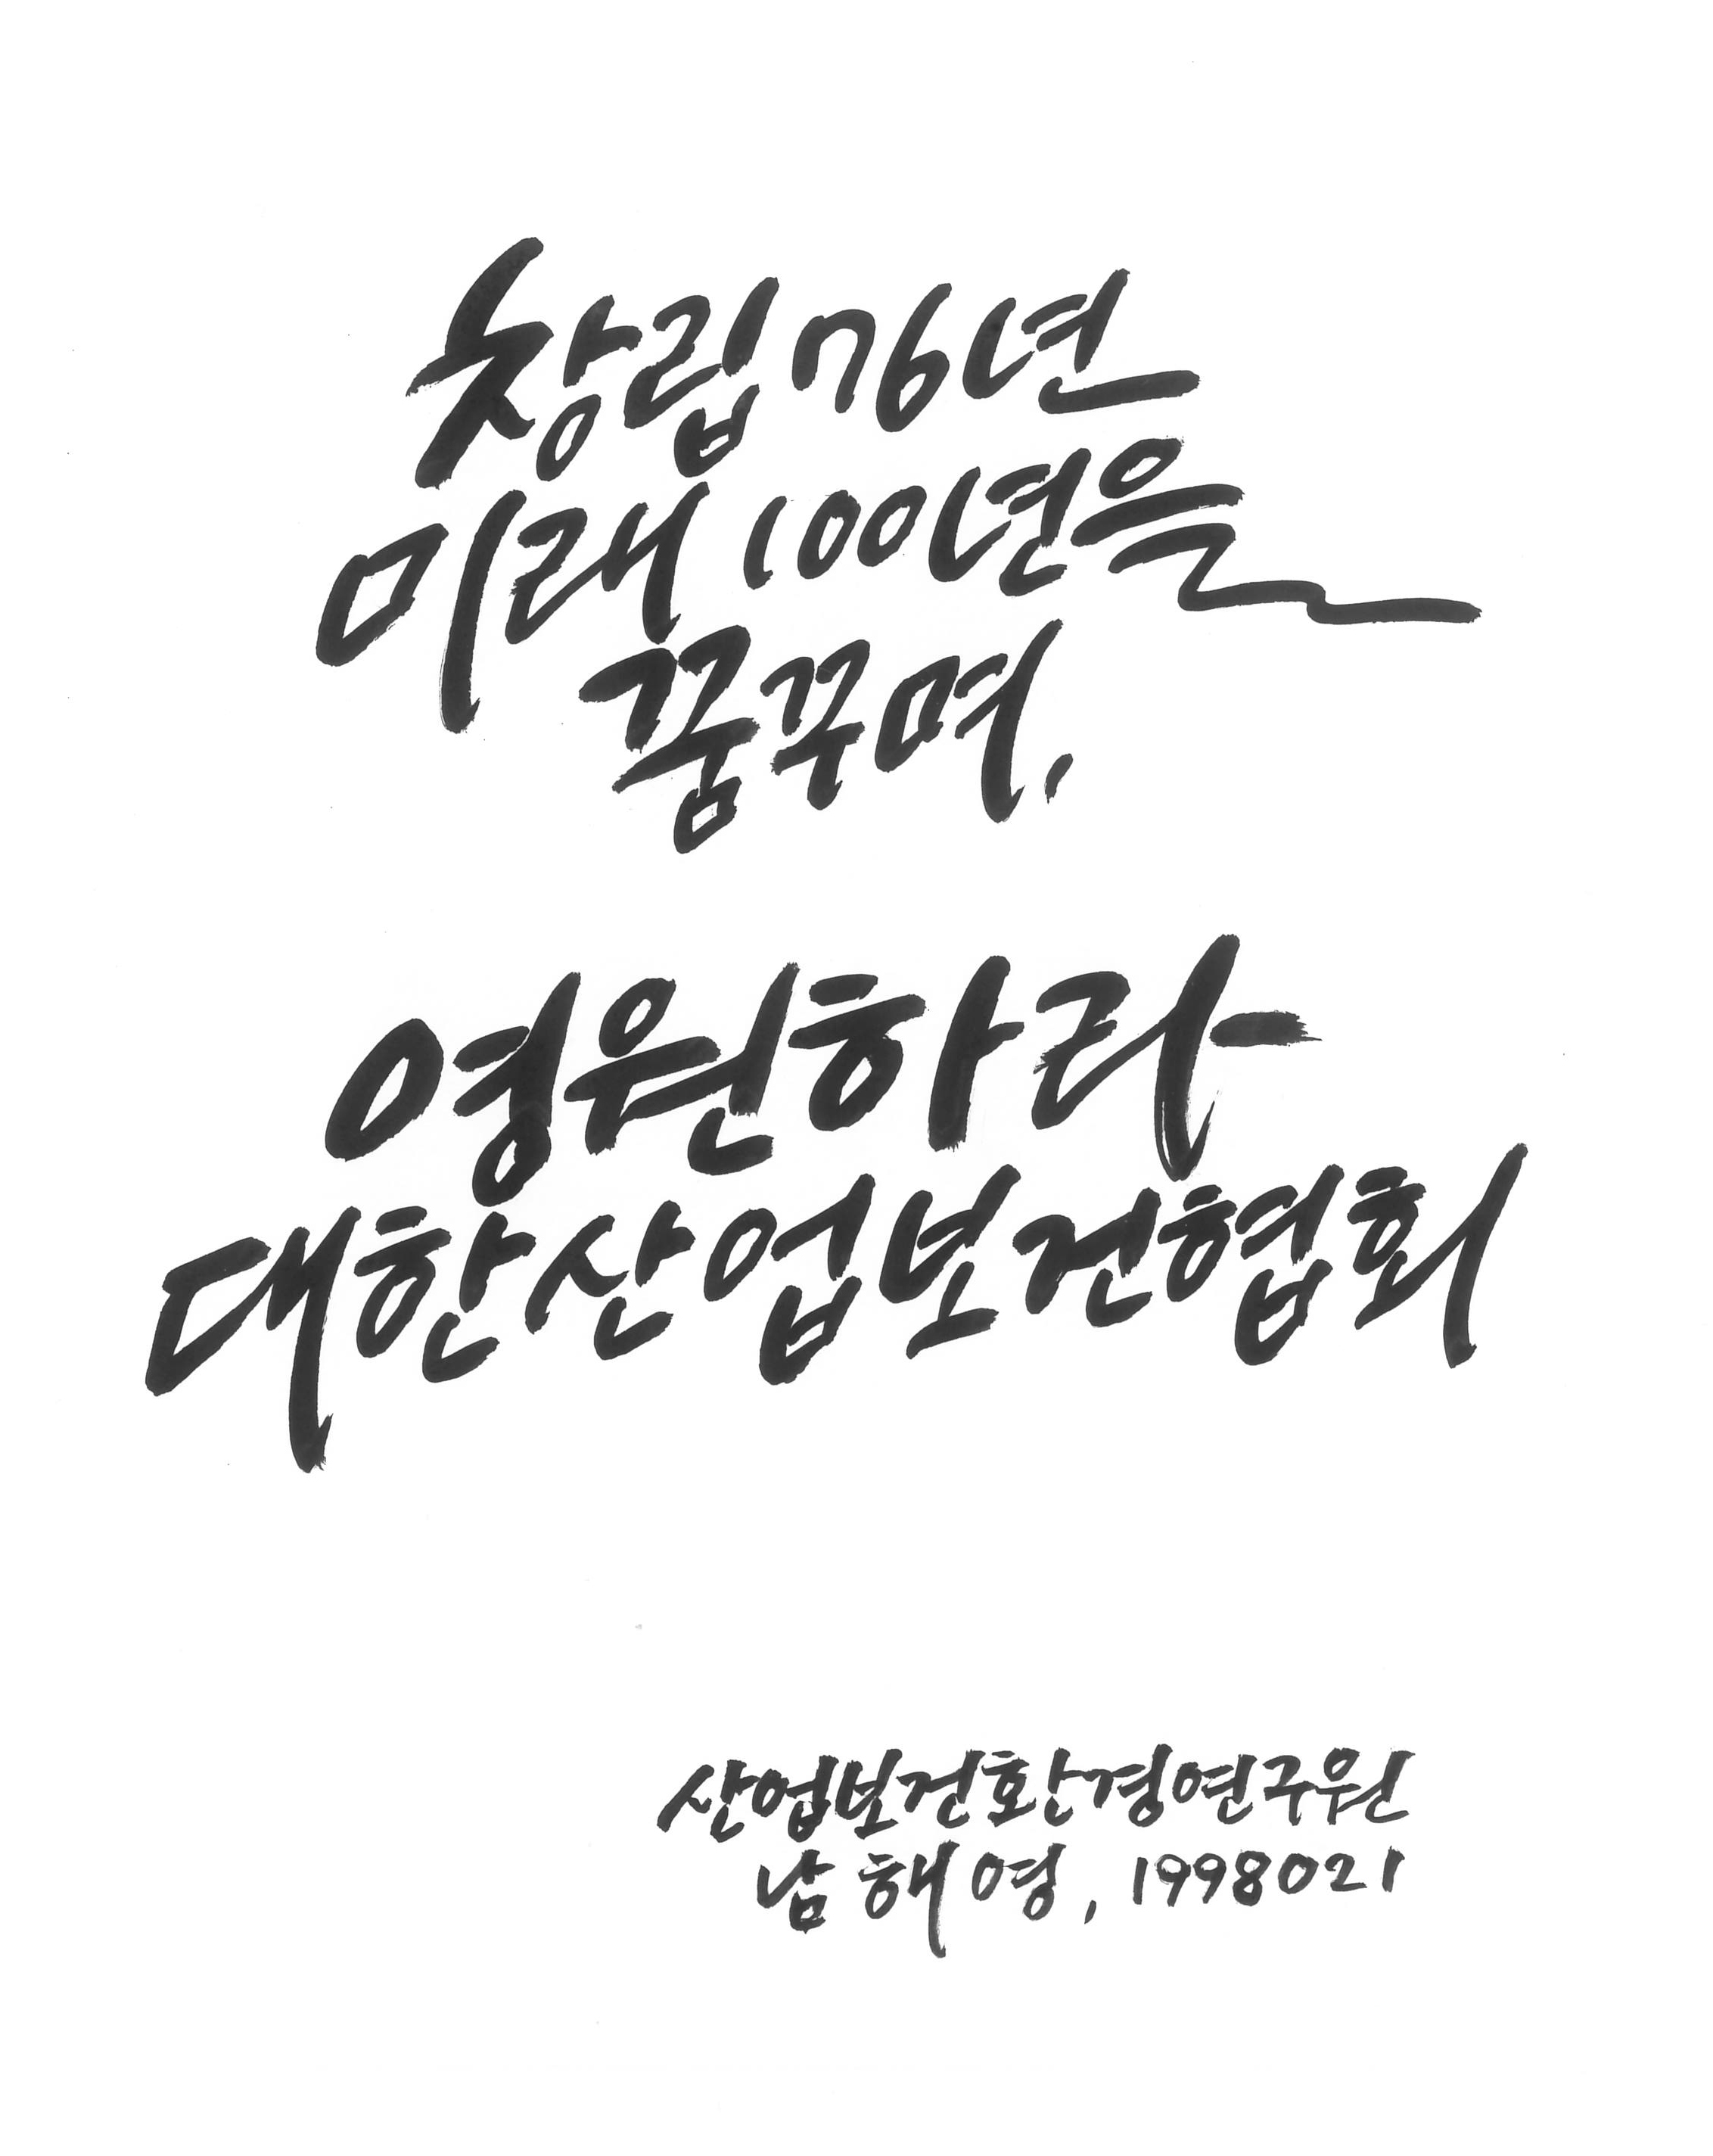 창립 76년
미래 100년을
꿈꾸며,
영원하라
대한산업보건협회
산업보건환경연구원
남해영, 1998021